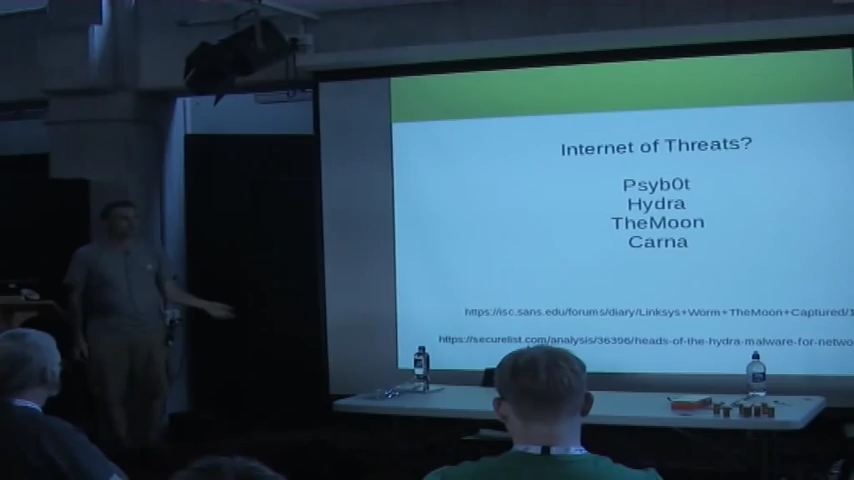 Internet of Threats?
Psyb0t
Hydra
TheMoon
Carna
https://isc.sans.edu/forums/diary/Linksys+Worm+TheMoon+Captured/1
https://securelist.com/analysis/36396/heads-of-the-hydra-malware-for-netwo